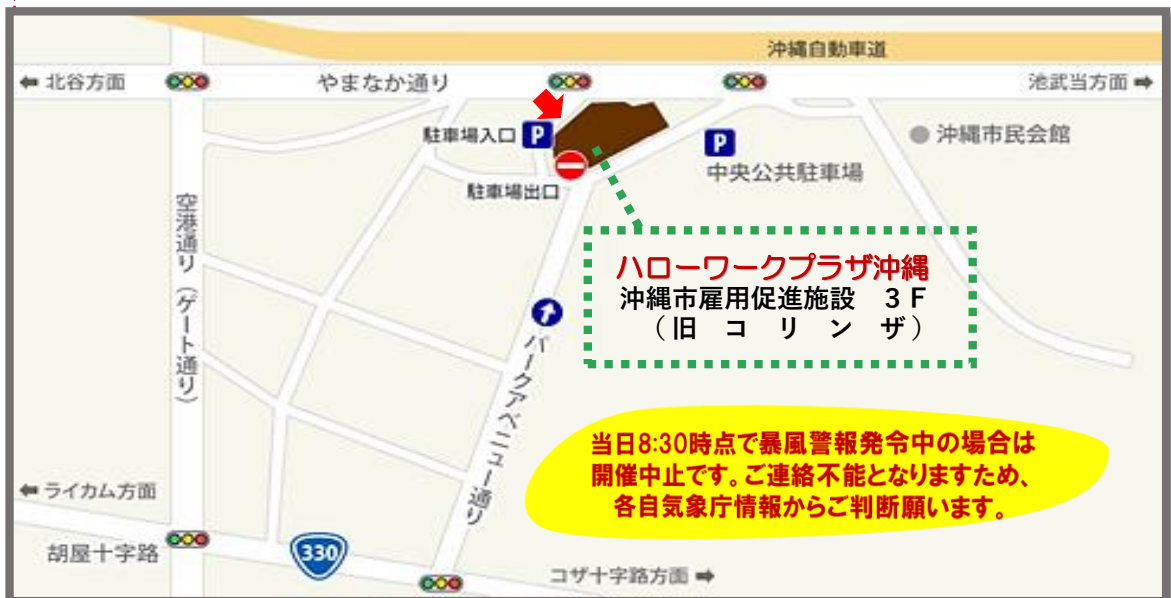 沖縄自動車道
⬅ 北谷方面
やまなか通り
池武当方面 ➡
駐車場入口 P
P
沖縄市民会館
中央公共駐車場
駐車場出口
空港通り(ゲート通り)
ハローワークプラザ沖縄
沖縄市雇用促進施設 3F
(旧 コ リ ン ザ)
パークアベニュー通り
当日8:30時点で暴風警報発令中の場合は
開催中止です。ご連絡不能となりますため、
各自気象庁情報からご判断願います。
⬅ ライカム方面
胡屋十字路
330
コザ十字路方面 ➡